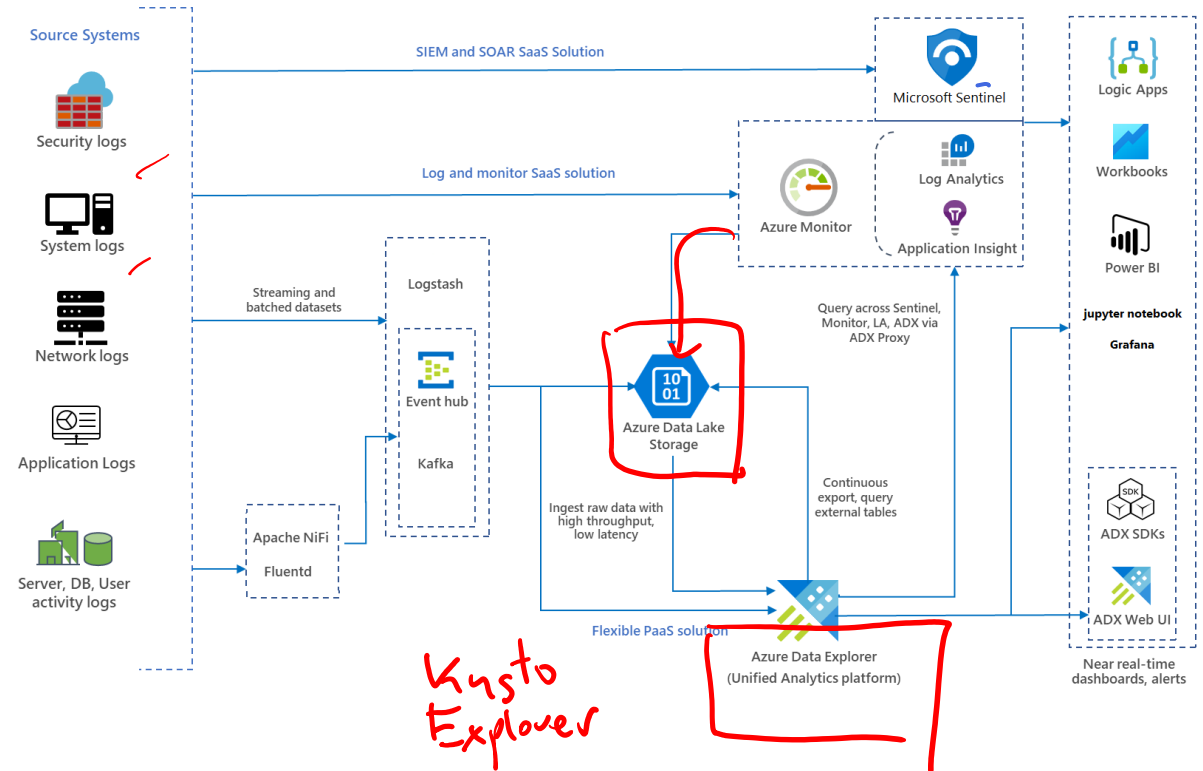 Source Systems
Security logs
System logs
Network logs
Application Logs
Server, DB, User
activity logs
SIEM and SOAR SaaS Solution
Log and monitor SaaS solution
Streaming and
batched datasets
Logstash
Event hub
Kafka
Apache NiFi
Fluentd
Microsoft Sentinel
Azure Monitor
Log Analytics
Application Insight
10
01
Azure Data Lake
Storage
Query across Sentinel,
Monitor, LA, ADX via
ADX Proxy
Ingest raw data with
high throughput,
low latency
Continuous
export, query
external tables
Flexible PaaS solution
Azure Data Explorer
(Unified Analytics platform)
Kusto
Explorer
Logic Apps
Workbooks
Power BI
jupyter notebook
Grafana
SDK
ADX SDKs
ADX Web UI
Near real-time
dashboards, alerts